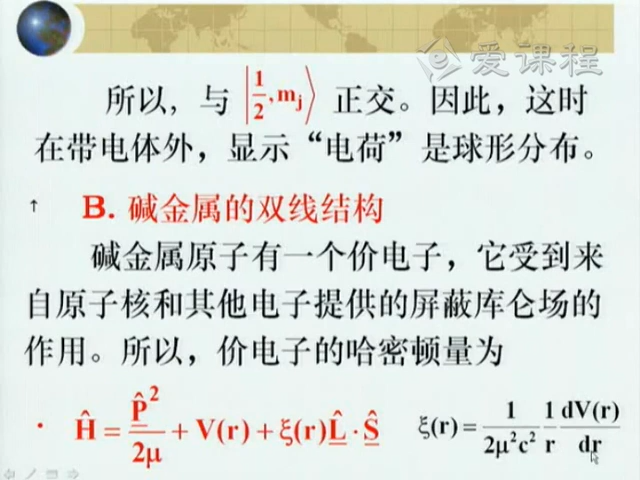 爱课程
所以,与 |1/2, mj⟩ 正交。因此,这时
在带电体外,显示“电荷”是球形分布。
↑ B. 碱金属的双线结构
碱金属原子有一个价电子,它受到来
自原子核和其他电子提供的屏蔽库仑场的
作用。所以,价电子的哈密顿量为
· Ĥ = P̂²/2μ + V(r) + ξ(r)L̂ · Ŝ ξ(r) = 1/2μ²c² 1/r dV(r)/dr